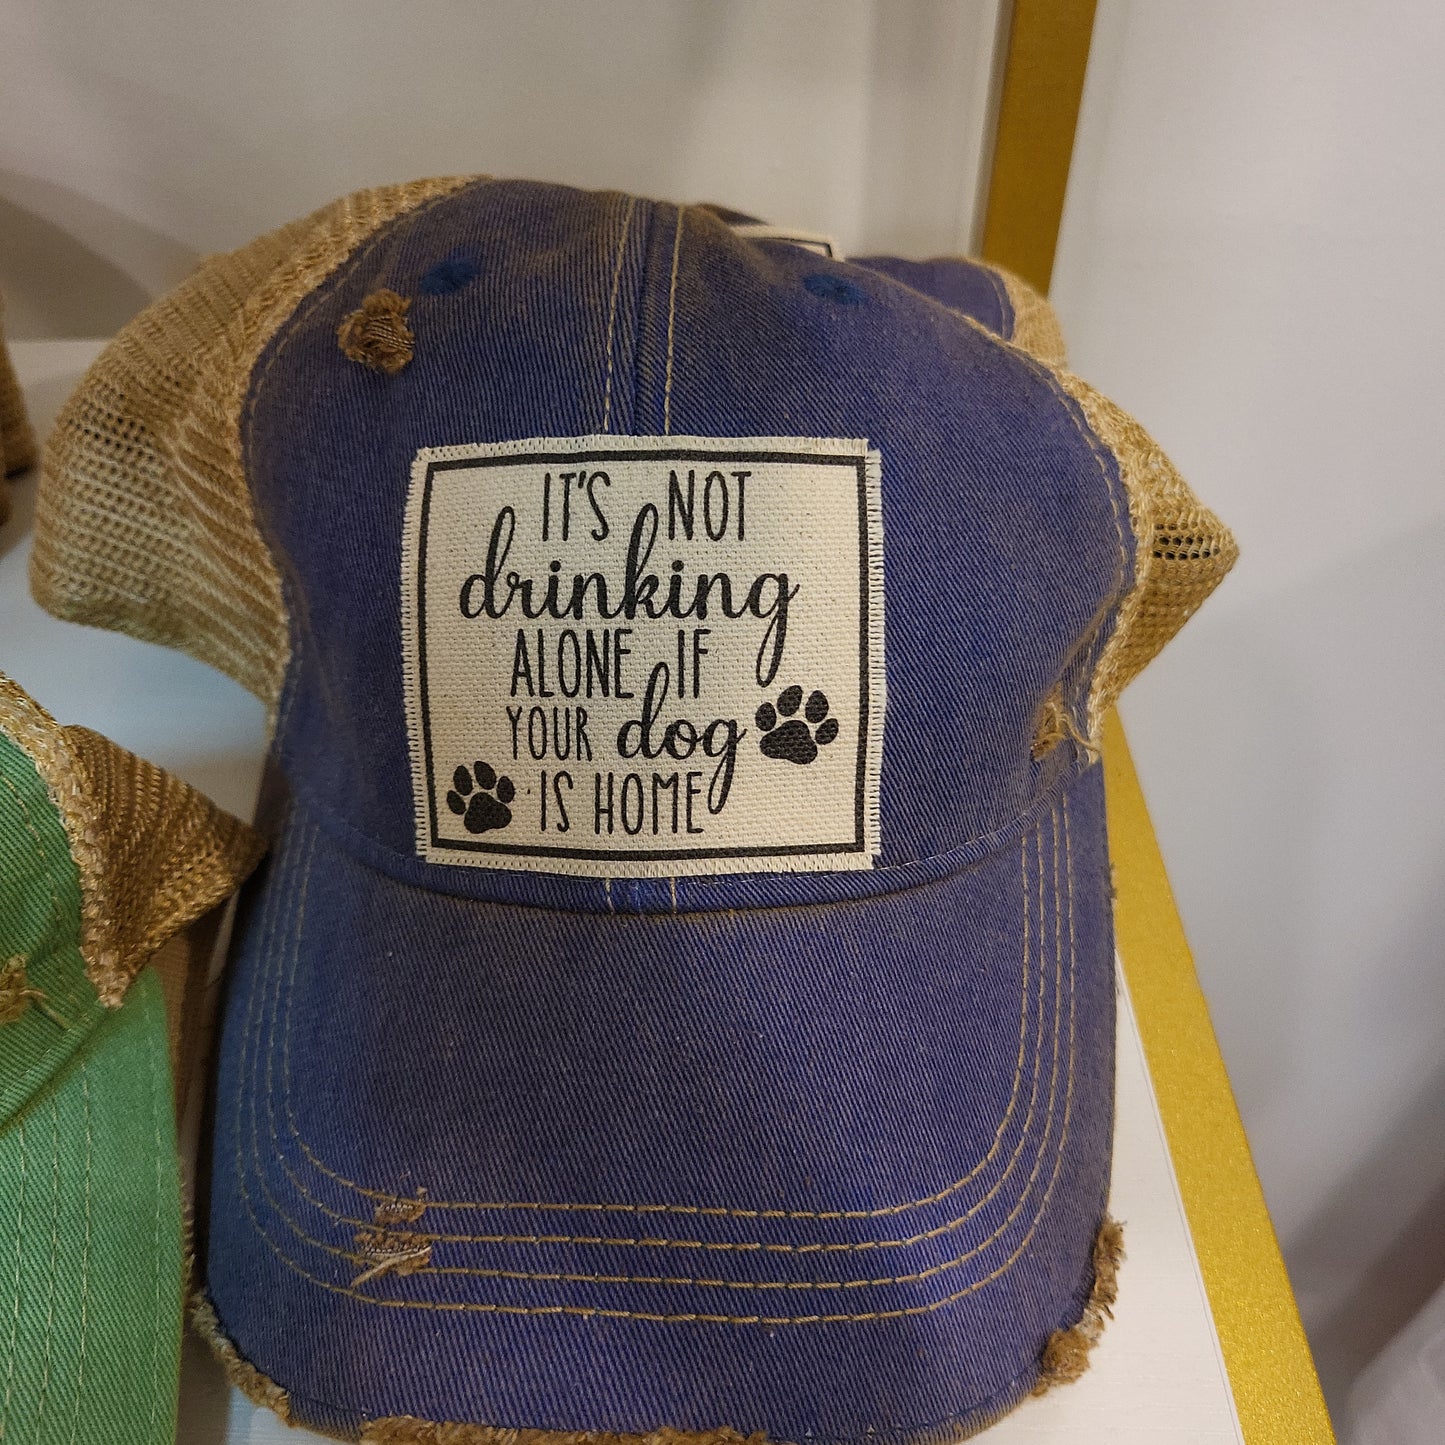 IT'S NOT
drinking
ALONE IF
YOUR dog
IS HOME